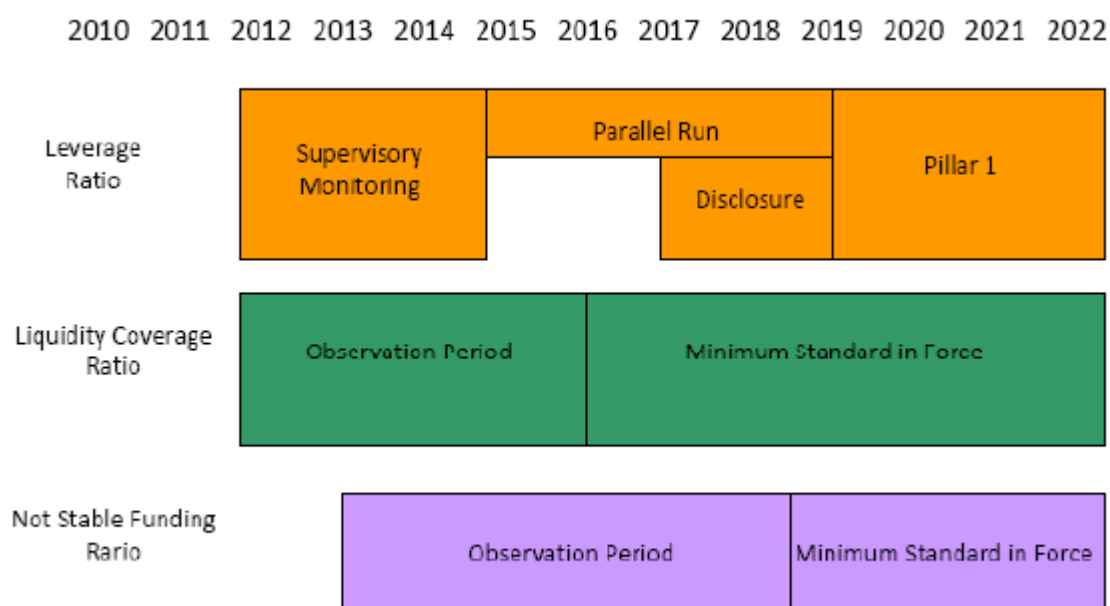 2010 2011 2012 2013 2014 2015 2016 2017 2018 2019 2020 2021 2022
Leverage
Ratio
Supervisory
Monitoring
Parallel Run
Disclosure
Pillar 1
Liquidity Coverage
Ratio
Observation Period
Minimum Standard in Force
Not Stable Funding
Rario
Observation Period
Minimum Standard in Force